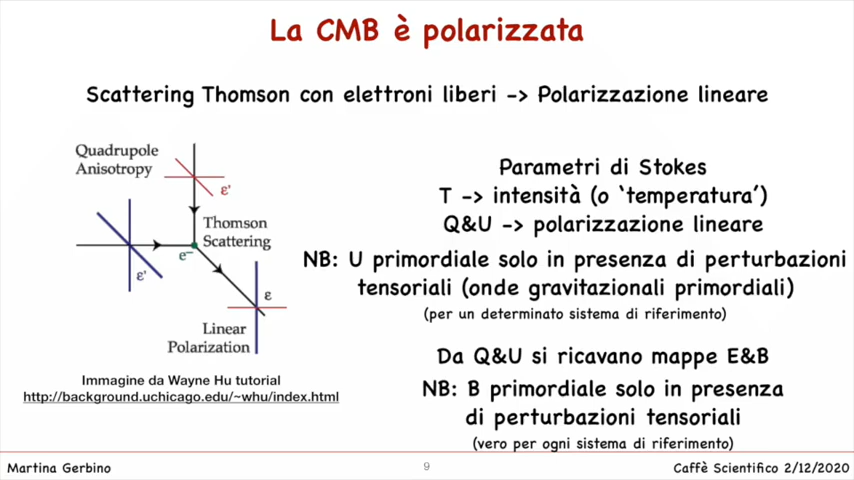 La CMB è polarizzata
Scattering Thomson con elettroni liberi -> Polarizzazione lineare
Quadrupole
Anisotropy
ε'
Thomson
Scattering
e−
ε'
ε
Linear
Polarization
Immagine da Wayne Hu tutorial
http://background.uchicago.edu/~whu/index.html
Parametri di Stokes
T -> intensità (o ‘temperatura’)
Q&U -> polarizzazione lineare
NB: U primordiale solo in presenza di perturbazioni
tensoriali (onde gravitazionali primordiali)
(per un determinato sistema di riferimento)
Da Q&U si ricavano mappe E&B
NB: B primordiale solo in presenza
di perturbazioni tensoriali
(vero per ogni sistema di riferimento)
Martina Gerbino
9
Caffè Scientifico 2/12/2020